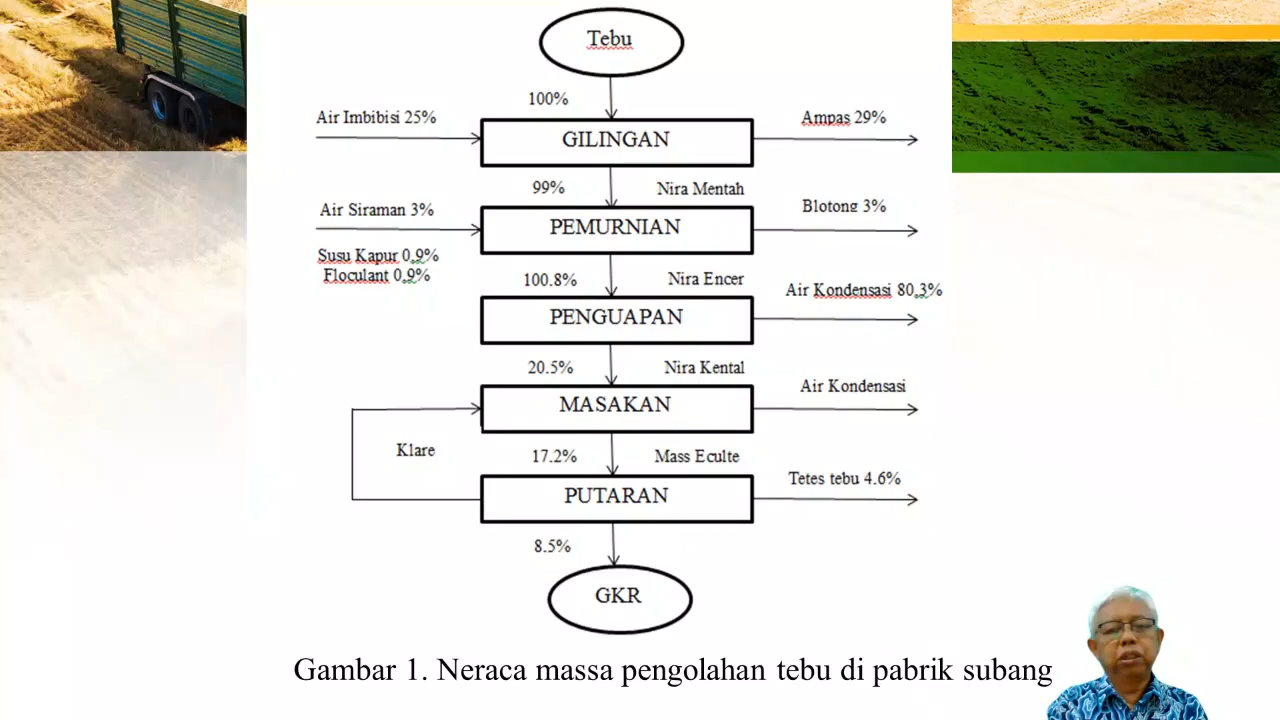 Tebu
100%
Air Imbibisi 25%
Ampas 29%
GILINGAN
99%
Nira Mentah
Air Siraman 3%
Blotong 3%
PEMURNIAN
Susu Kapur 0,9%
Floculant 0,9%
100.8%
Nira Encer
Air Kondensasi 80,3%
PENGUAPAN
20.5%
Nira Kental
Air Kondensasi
MASAKAN
Klare
17.2%
Mass Eculte
Tetes tebu 4.6%
PUTARAN
8.5%
GKR
Gambar 1. Neraca massa pengolahan tebu di pabrik subang